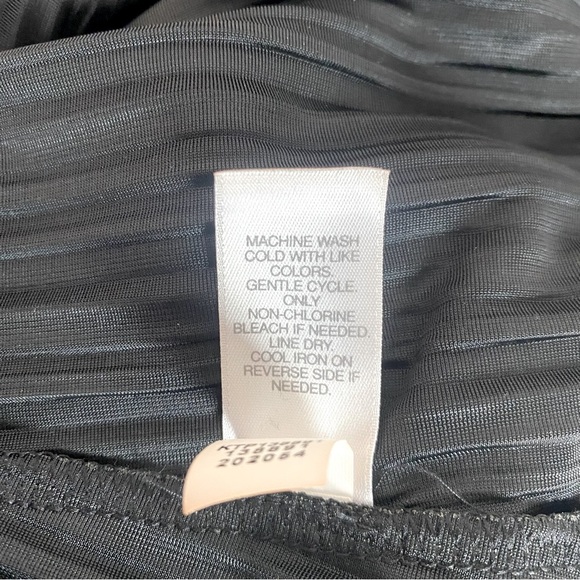 MACHINE WASH
COLD WITH LIKE
COLORS.
GENTLE CYCLE.
ONLY
NON-CHLORINE
BLEACH IF NEEDED.
LINE DRY.
COOL IRON ON
REVERSE SIDE IF
NEEDED.
202054